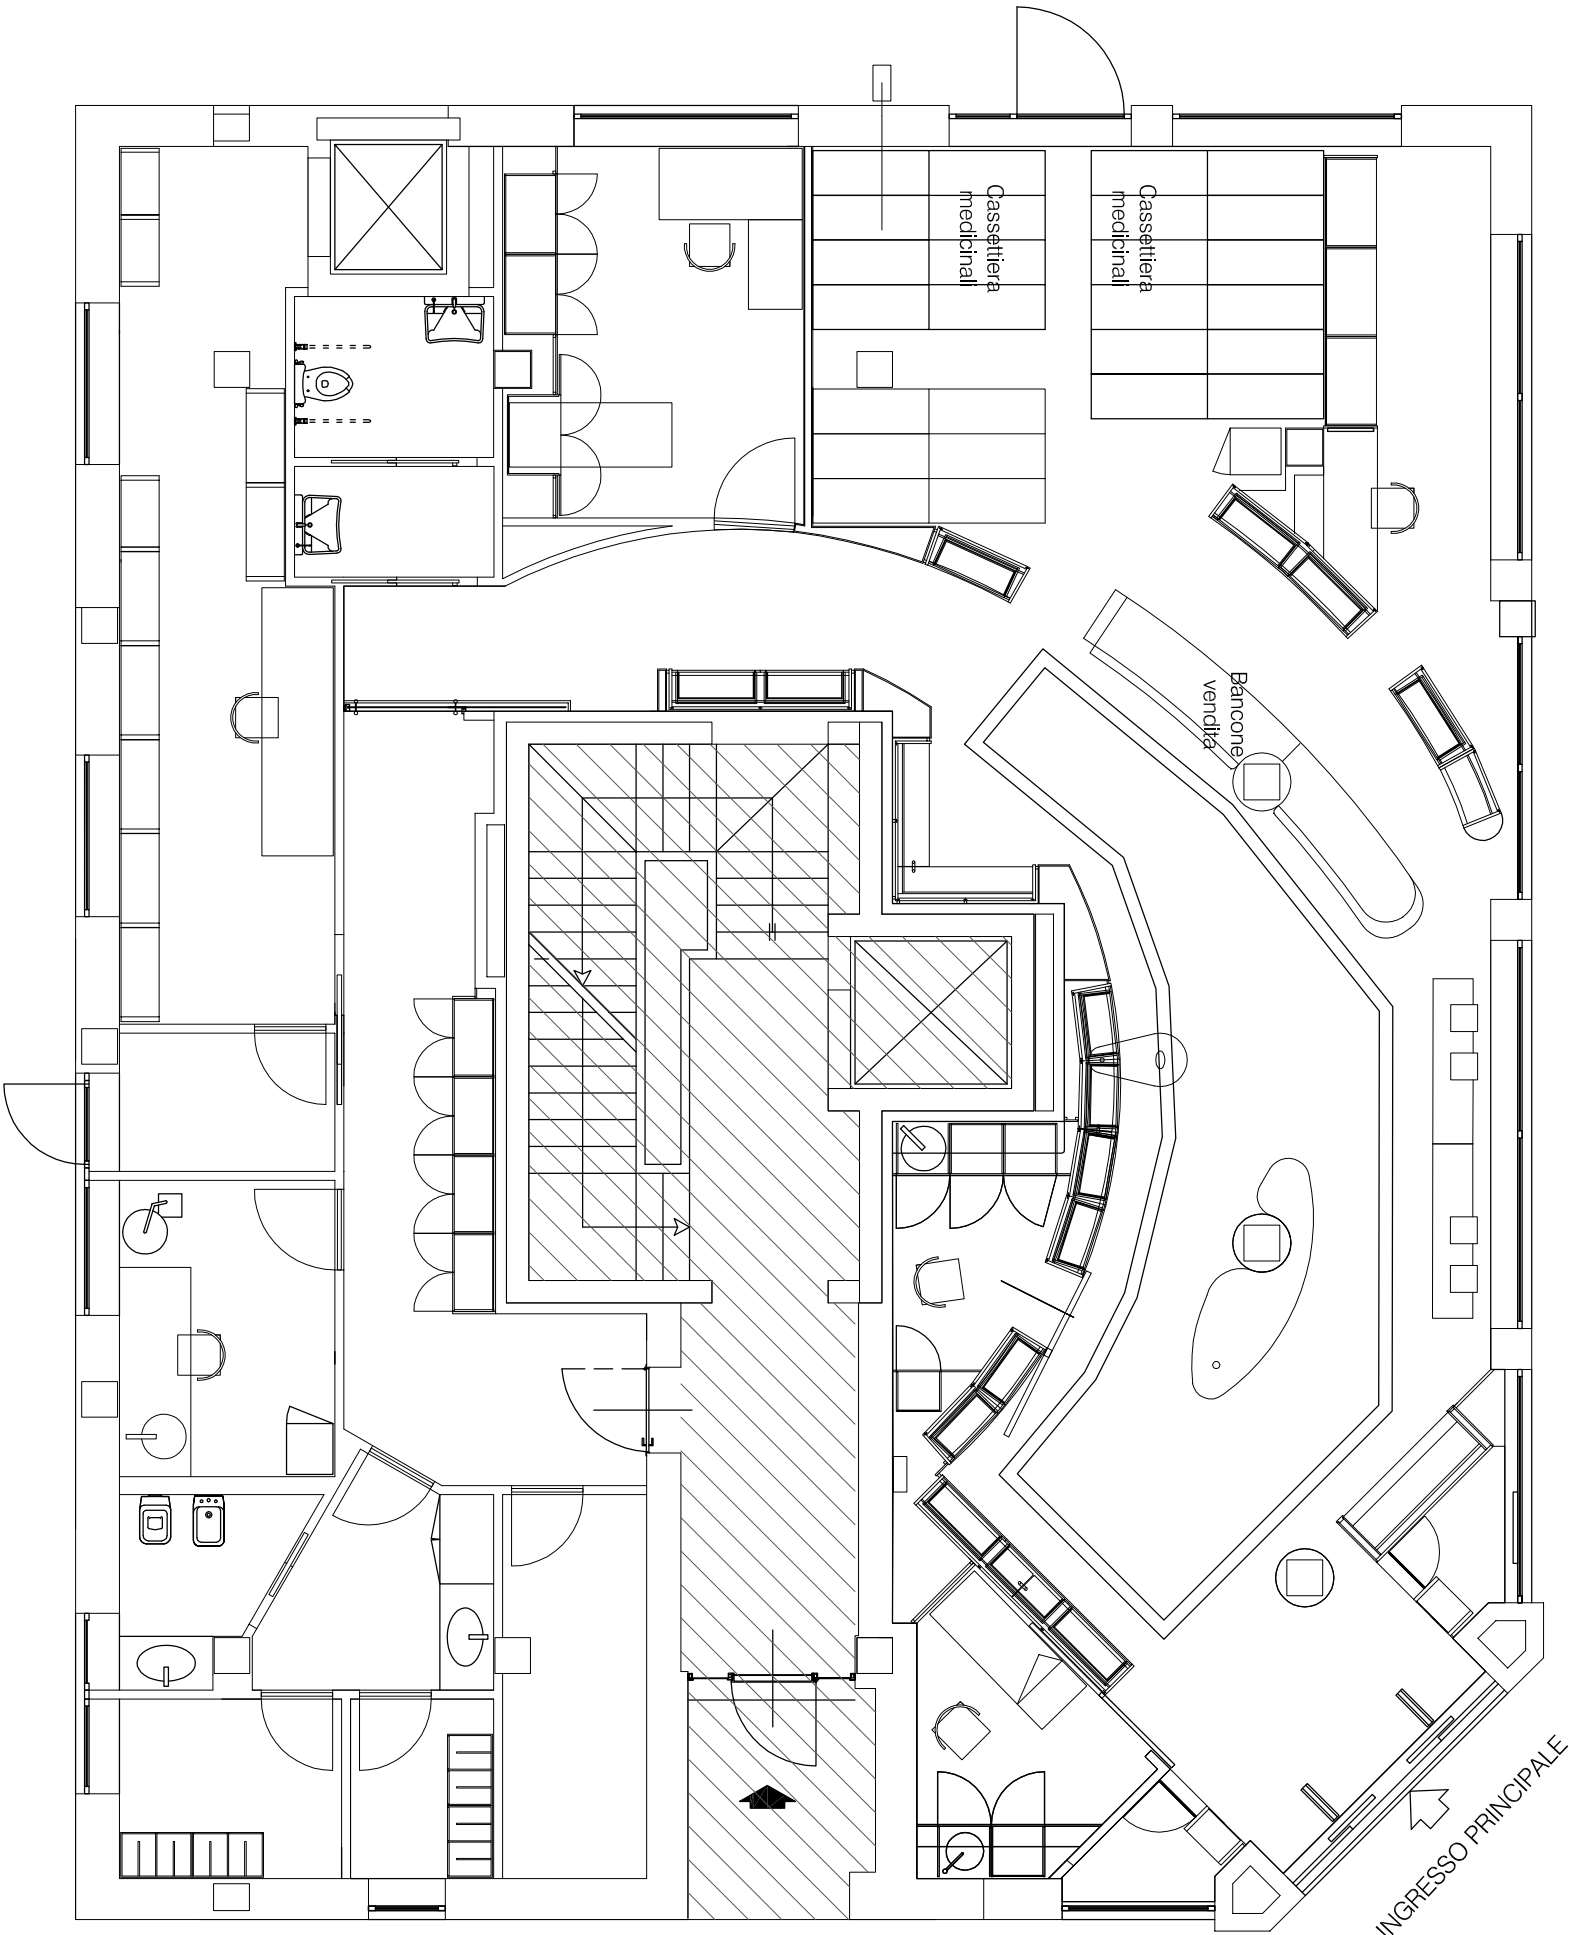 Cassettiera
medicinali
Cassettiera
medicinali
Bancone
vendita
INGRESSO PRINCIPALE